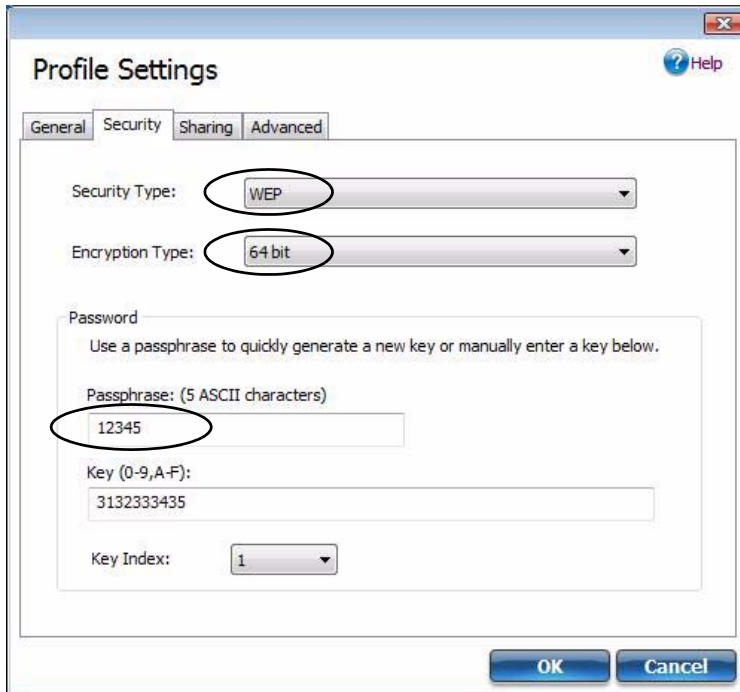 Profile Settings
Help
General Security Sharing Advanced
Security Type: WEP
Encryption Type: 64 bit
Password
Use a passphrase to quickly generate a new key or manually enter a key below.
Passphrase: (5 ASCII characters)
12345
Key (0-9,A-F):
3132333435
Key Index: 1
OK Cancel